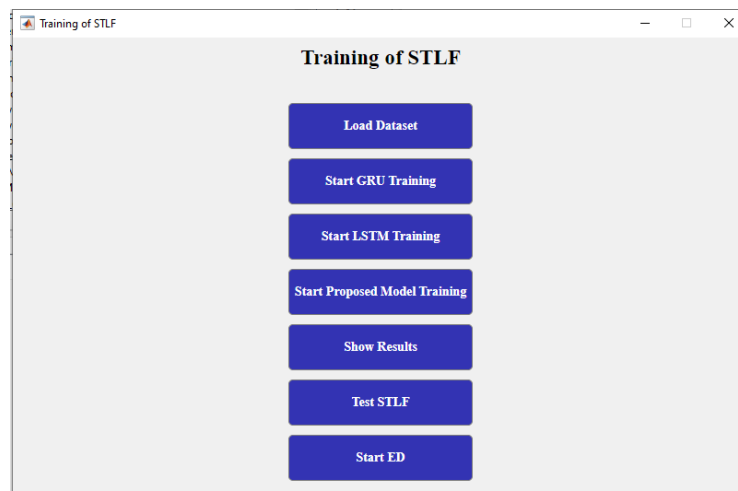 Training of STLF
Training of STLF
Load Dataset
Start GRU Training
Start LSTM Training
Start Proposed Model Training
Show Results
Test STLF
Start ED